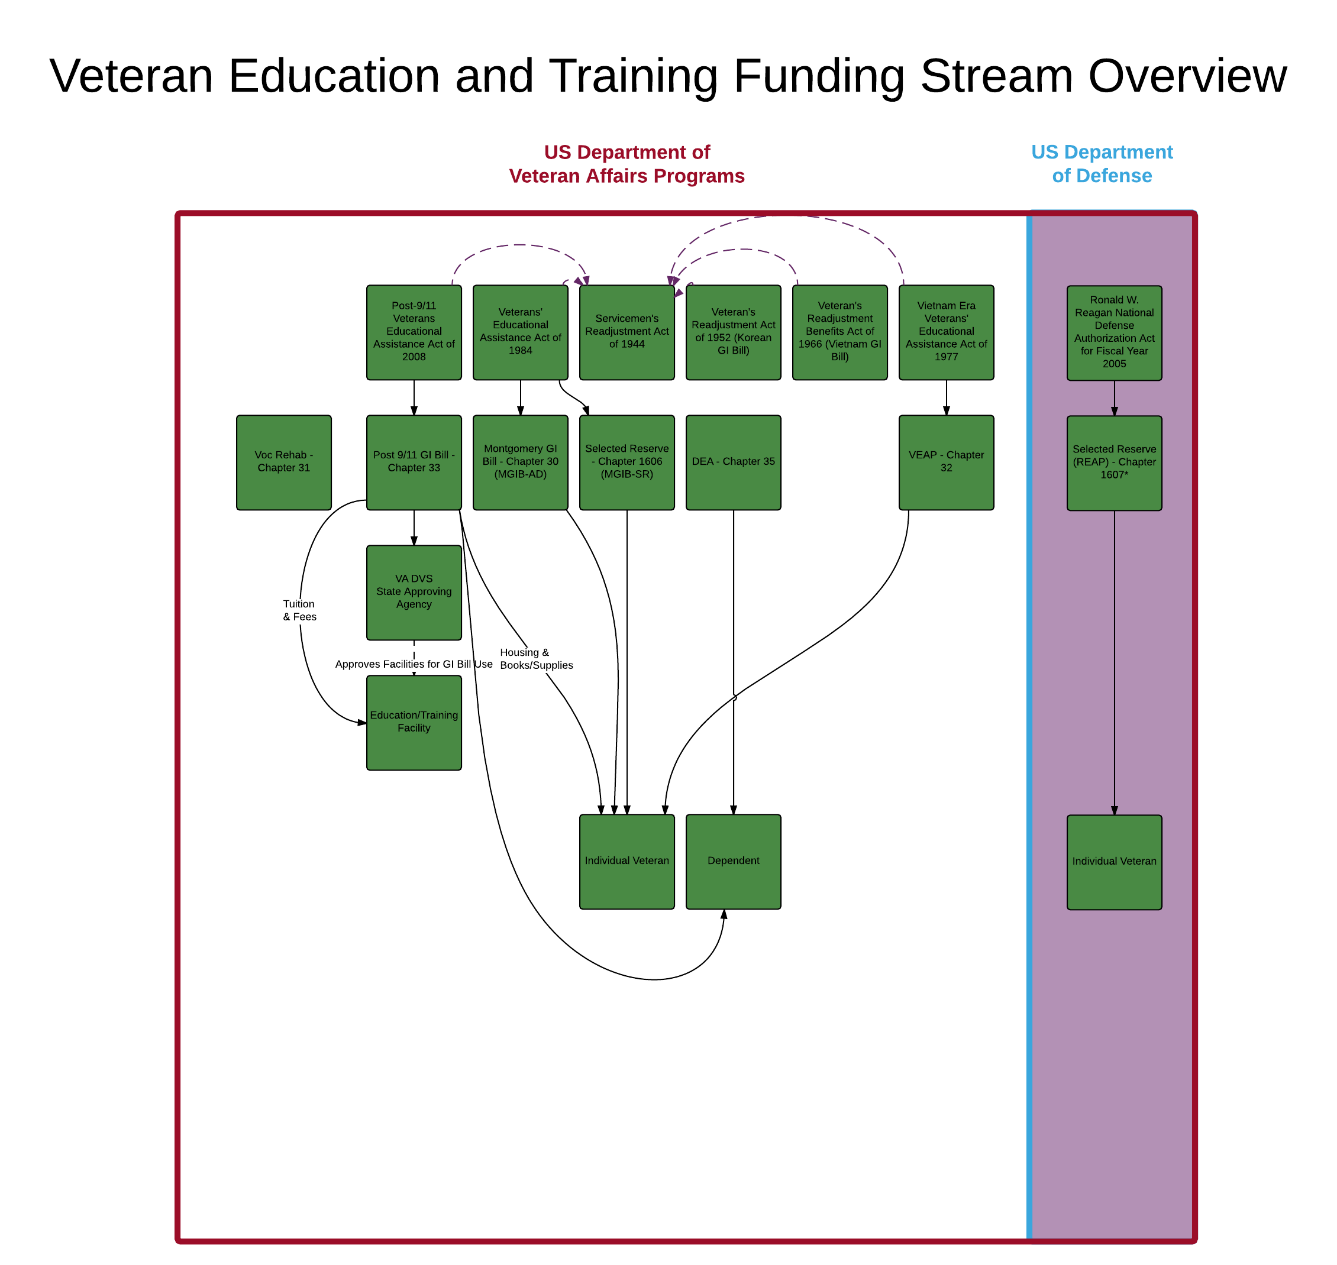 Veteran Education and Training Funding Stream Overview
US Department of
Veteran Affairs Programs
US Department
of Defense
Post-9/11
Veterans
Educational
Assistance Act of
2008
Veterans'
Educational
Assistance Act of
1984
Servicemen's
Readjustment Act
of 1944
Veteran's
Readjustment Act
of 1952 (Korean
GI Bill)
Veteran's
Readjustment
Benefits Act of
1966 (Vietnam GI
Bill)
Vietnam Era
Veterans'
Educational
Assistance Act of
1977
Ronald W.
Reagan National
Defense
Authorization Act
for Fiscal Year
2005
Voc Rehab -
Chapter 31
Post 9/11 GI Bill -
Chapter 33
Montgomery GI
Bill - Chapter 30
(MGIB-AD)
Selected Reserve
- Chapter 1606
(MGIB-SR)
DEA - Chapter 35
VEAP - Chapter
32
Selected Reserve
(REAP) - Chapter
1607*
VA DVS
State Approving
Agency
Tuition
& Fees
Approves Facilities for GI Bill Use
Housing &
Books/Supplies
Education/Training
Facility
Individual Veteran
Dependent
Individual Veteran